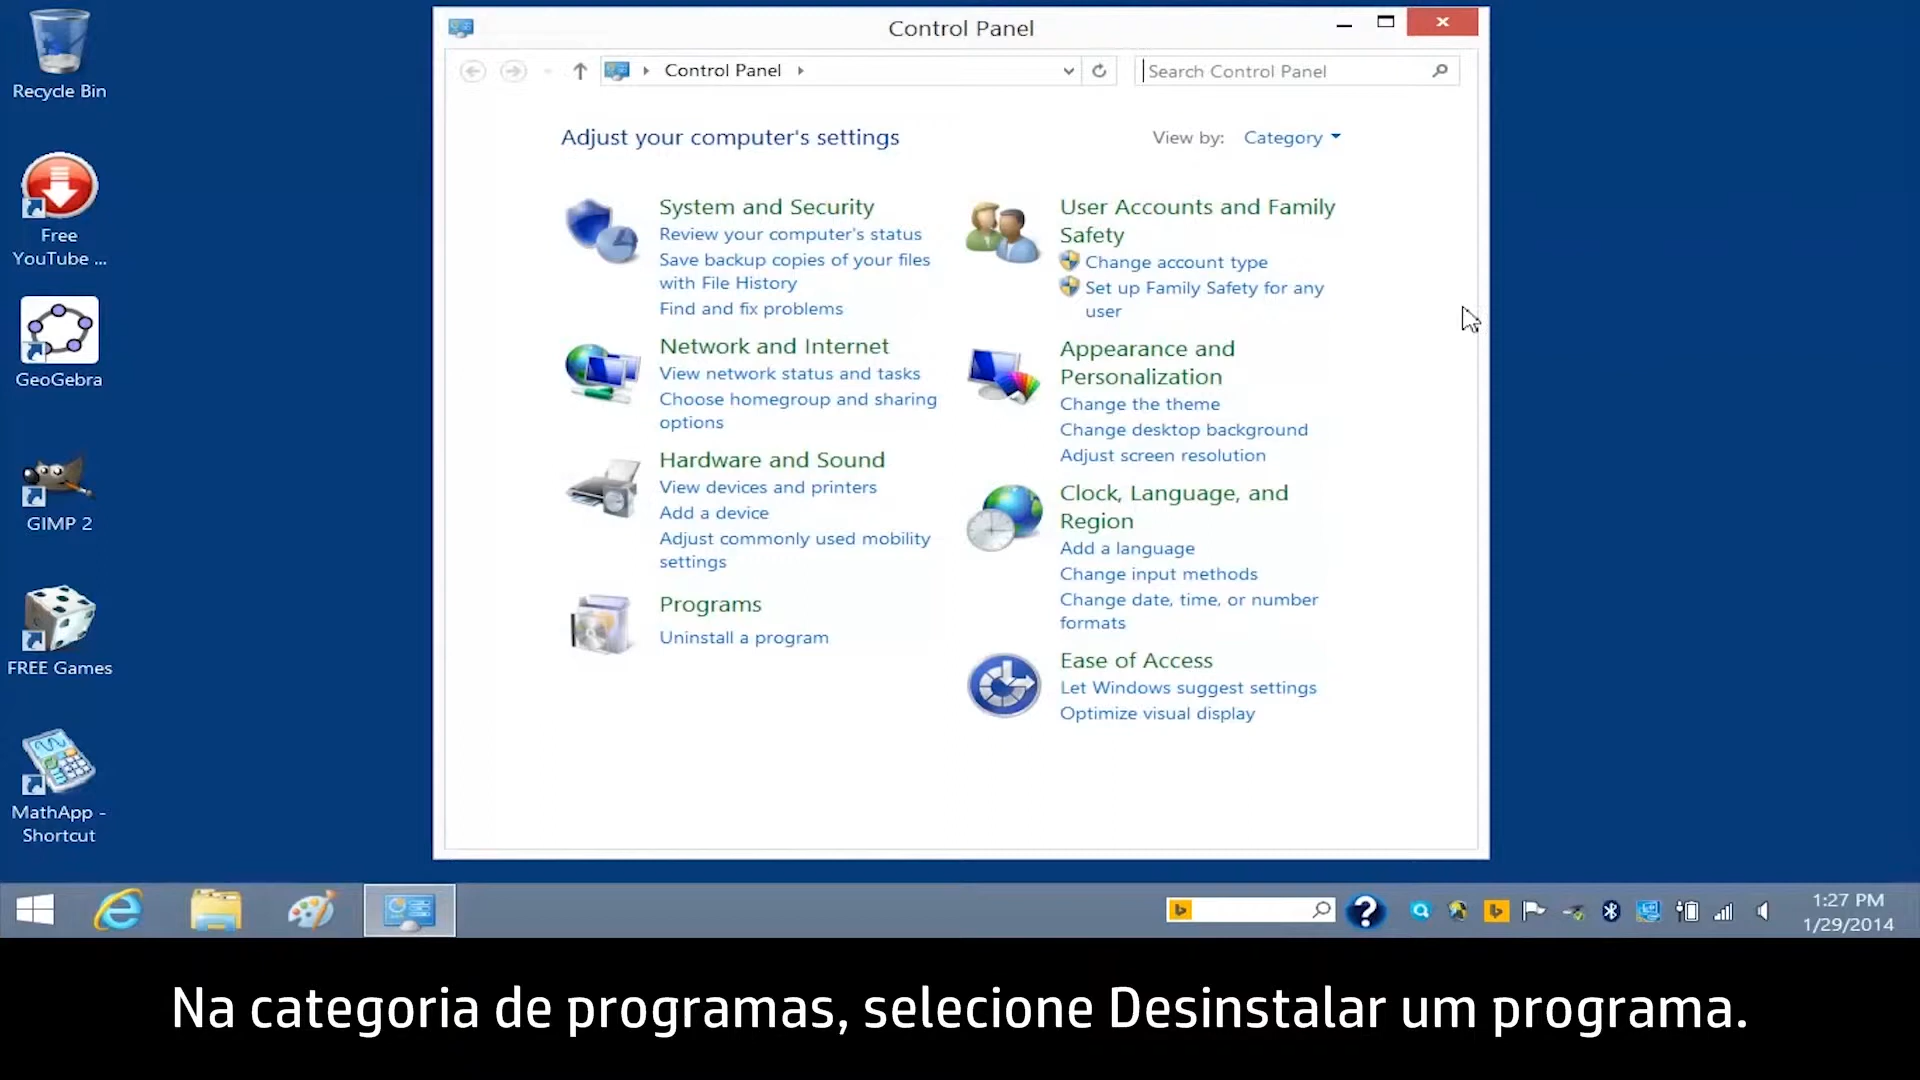 Recycle Bin
Free
YouTube ...
GeoGebra
GIMP 2
FREE Games
MathApp -
Shortcut
Control Panel
Control Panel
Search Control Panel
Adjust your computer's settings
View by: Category
System and Security
Review your computer's status
Save backup copies of your files
with File History
Find and fix problems
Network and Internet
View network status and tasks
Choose homegroup and sharing
options
Hardware and Sound
View devices and printers
Add a device
Adjust commonly used mobility
settings
Programs
Uninstall a program
User Accounts and Family
Safety
Change account type
Set up Family Safety for any
user
Appearance and
Personalization
Change the theme
Change desktop background
Adjust screen resolution
Clock, Language, and
Region
Add a language
Change input methods
Change date, time, or number
formats
Ease of Access
Let Windows suggest settings
Optimize visual display
1:27 PM
1/29/2014
Na categoria de programas, selecione Desinstalar um programa.